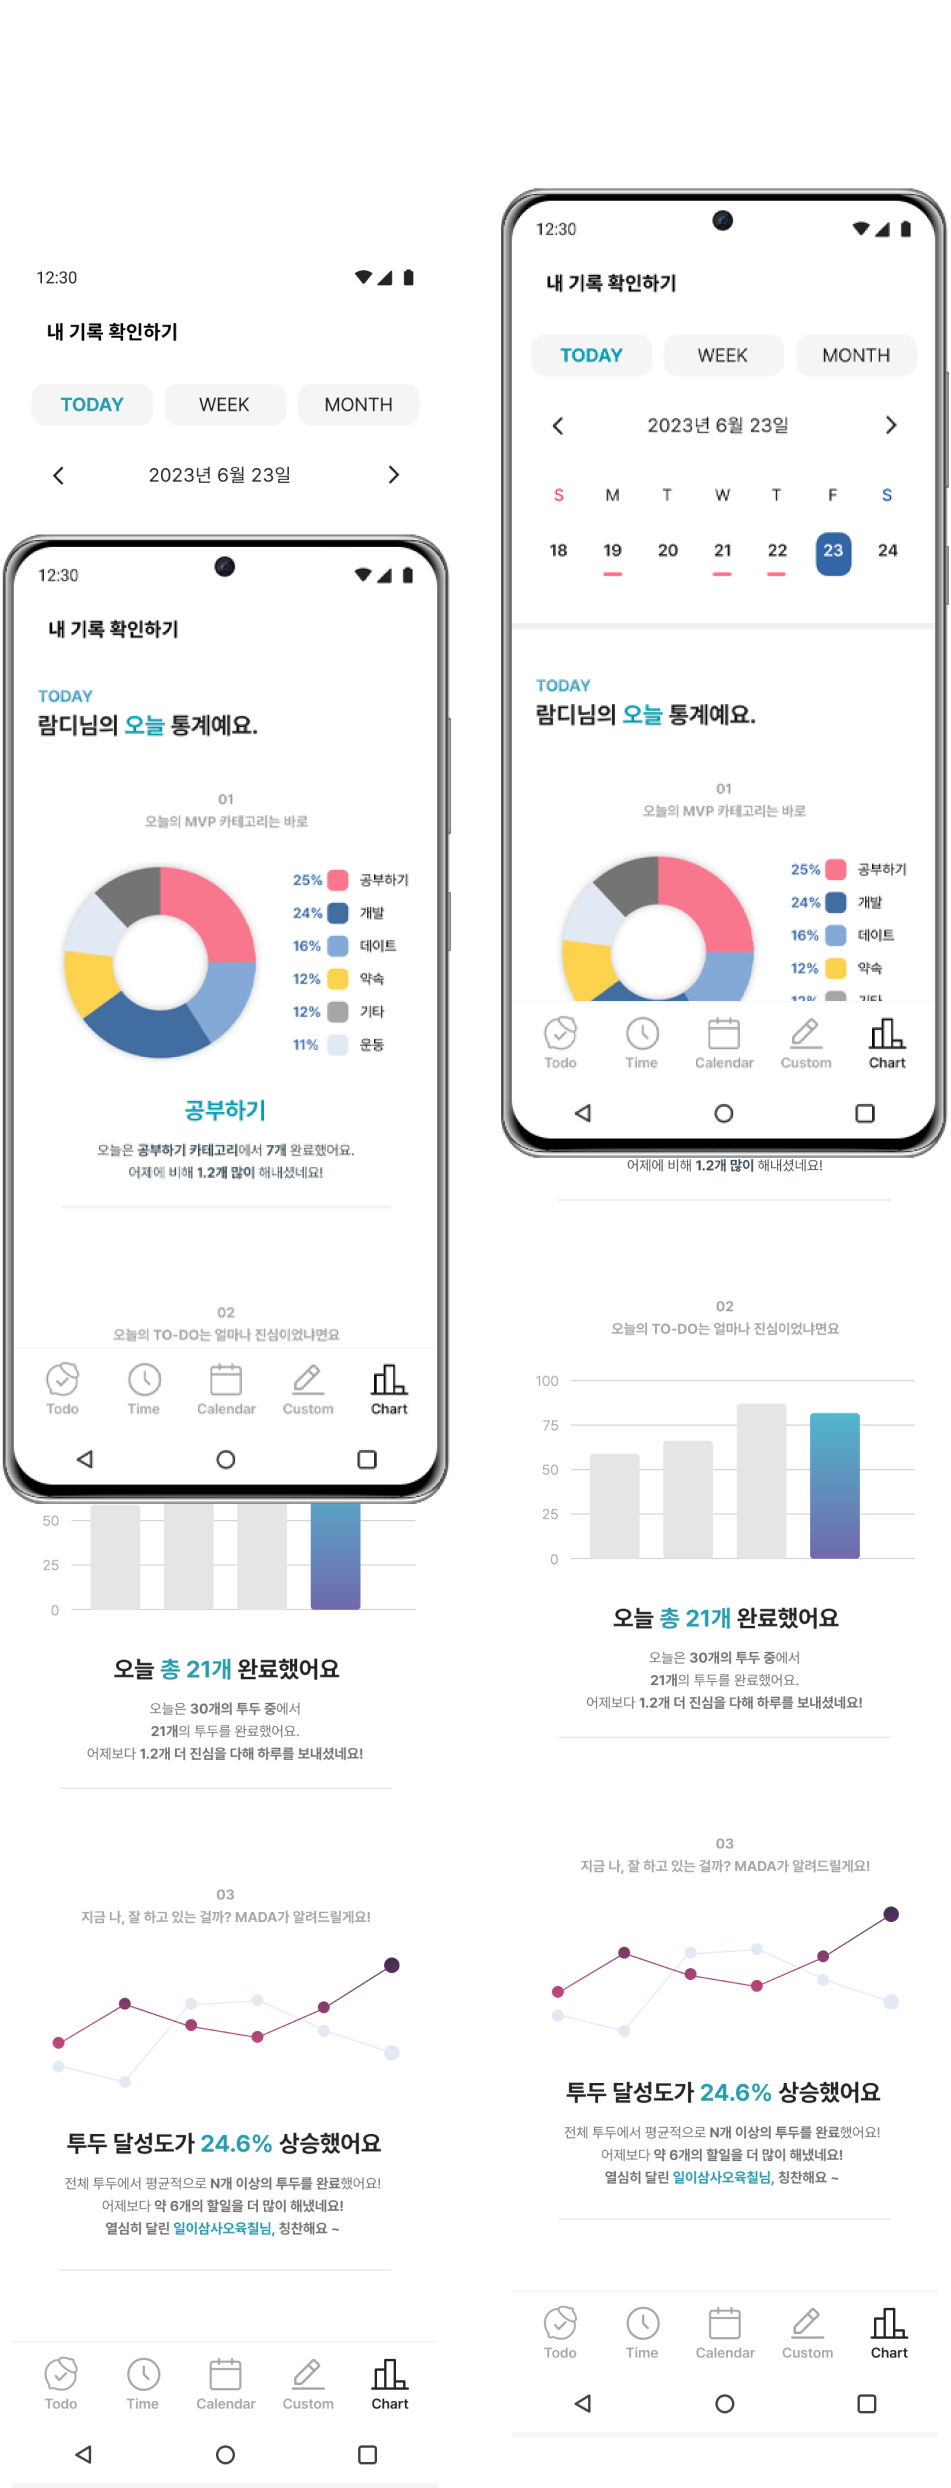 12:30
내 기록 확인하기
TODAY WEEK MONTH
2023년 6월 23일
12:30
내 기록 확인하기
TODAY
람디님의 오늘 통계예요.
01
오늘의 MVP 카테고리는 바로
25% 공부하기
24% 개발
16% 데이트
12% 약속
12% 기타
11% 운동
공부하기
오늘은 공부하기 카테고리에서 7개 완료했어요.
어제에 비해 1.2개 많이 해내셨네요!
02
오늘의 TO-DO는 얼마나 진심이었냐면요
Todo Time Calendar Custom Chart
50
25
0
오늘 총 21개 완료했어요
오늘은 30개의 투두 중에서
21개의 투두를 완료했어요.
어제보다 1.2개 더 진심을 다해 하루를 보내셨네요!
03
지금 나, 잘 하고 있는 걸까? MADA가 알려드릴게요!
투두 달성도가 24.6% 상승했어요
전체 투두에서 평균적으로 N개 이상의 투두를 완료했어요!
어제보다 약 6개의 할일을 더 많이 해냈네요!
열심히 달린 일이삼사오육칠님, 칭찬해요 ~
Todo Time Calendar Custom Chart
12:30
내 기록 확인하기
TODAY WEEK MONTH
2023년 6월 23일
S M T W T F S
18 19 20 21 22 23 24
TODAY
람디님의 오늘 통계예요.
01
오늘의 MVP 카테고리는 바로
25% 공부하기
24% 개발
16% 데이트
12% 약속
12% 기타
Todo Time Calendar Custom Chart
어제에 비해 1.2개 많이 해내셨네요!
02
오늘의 TO-DO는 얼마나 진심이었냐면요
100
75
50
25
0
오늘 총 21개 완료했어요
오늘은 30개의 투두 중에서
21개의 투두를 완료했어요.
어제보다 1.2개 더 진심을 다해 하루를 보내셨네요!
03
지금 나, 잘 하고 있는 걸까? MADA가 알려드릴게요!
투두 달성도가 24.6% 상승했어요
전체 투두에서 평균적으로 N개 이상의 투두를 완료했어요!
어제보다 약 6개의 할일을 더 많이 해냈네요!
열심히 달린 일이삼사오육칠님, 칭찬해요 ~
Todo Time Calendar Custom Chart